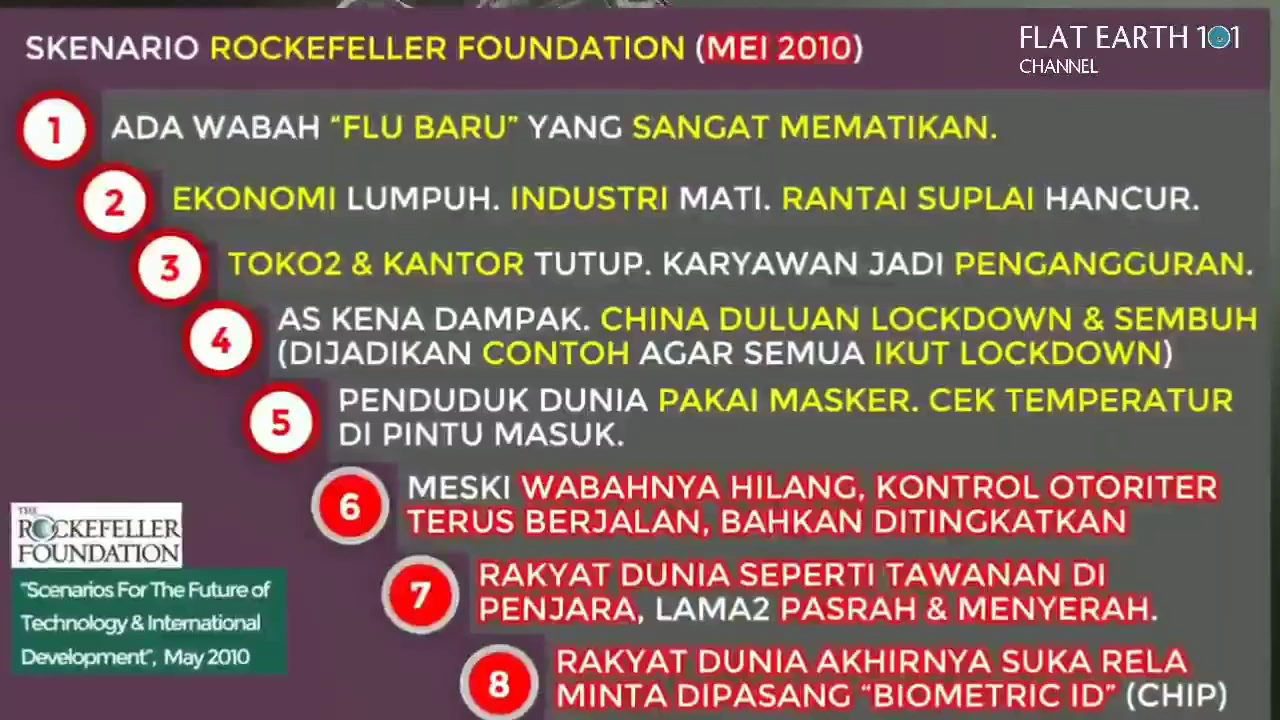 SKENARIO ROCKEFELLER FOUNDATION (MEI 2010)
FLAT EARTH 101
CHANNEL
1 ADA WABAH “FLU BARU” YANG SANGAT MEMATIKAN.
2 EKONOMI LUMPUH. INDUSTRI MATI. RANTAI SUPLAI HANCUR.
3 TOKO2 & KANTOR TUTUP. KARYAWAN JADI PENGANGGURAN.
4 AS KENA DAMPAK. CHINA DULUAN LOCKDOWN & SEMBUH
(DIJADIKAN CONTOH AGAR SEMUA IKUT LOCKDOWN)
5 PENDUDUK DUNIA PAKAI MASKER. CEK TEMPERATUR
DI PINTU MASUK.
6 MESKI WABAHNYA HILANG, KONTROL OTORITER
TERUS BERJALAN, BAHKAN DITINGKATKAN
7 RAKYAT DUNIA SEPERTI TAWANAN DI
PENJARA, LAMA2 PASRAH & MENYERAH.
8 RAKYAT DUNIA AKHIRNYA SUKA RELA
MINTA DIPASANG “BIOMETRIC ID” (CHIP)
THE
ROCKEFELLER
FOUNDATION
“Scenarios For The Future of
Technology & International
Development”, May 2010